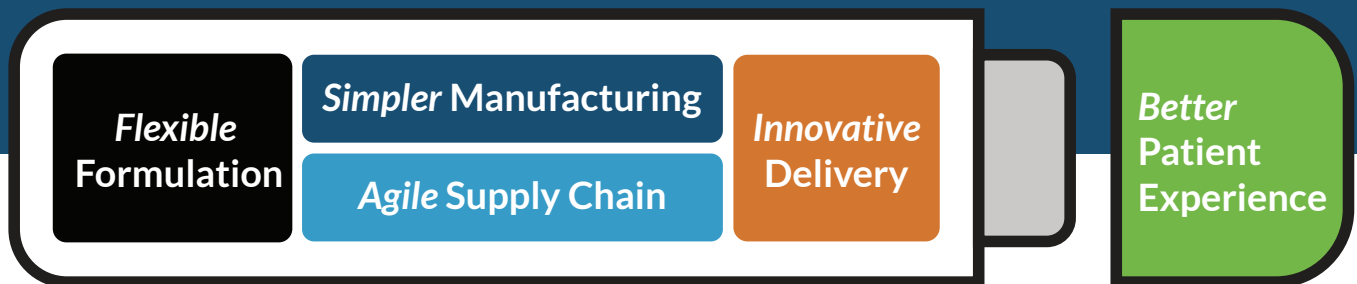 Flexible
Formulation
Simpler Manufacturing
Agile Supply Chain
Innovative
Delivery
Better
Patient
Experience